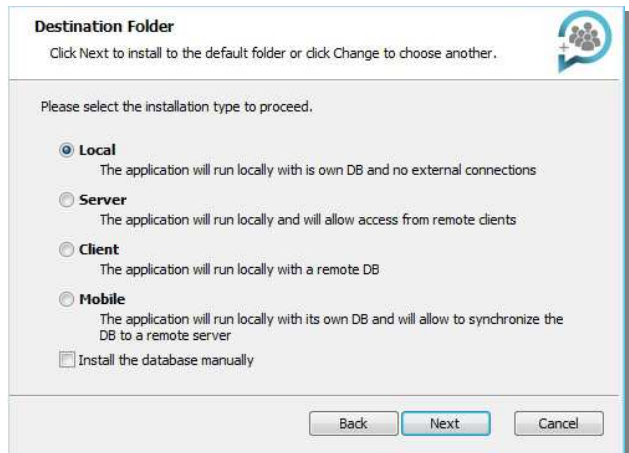 Destination Folder
Click Next to install to the default folder or click Change to choose another.
Please select the installation type to proceed.
Local
The application will run locally with is own DB and no external connections
Server
The application will run locally and will allow access from remote clients
Client
The application will run locally with a remote DB
Mobile
The application will run locally with its own DB and will allow to synchronize the
DB to a remote server
Install the database manually
Back Next Cancel